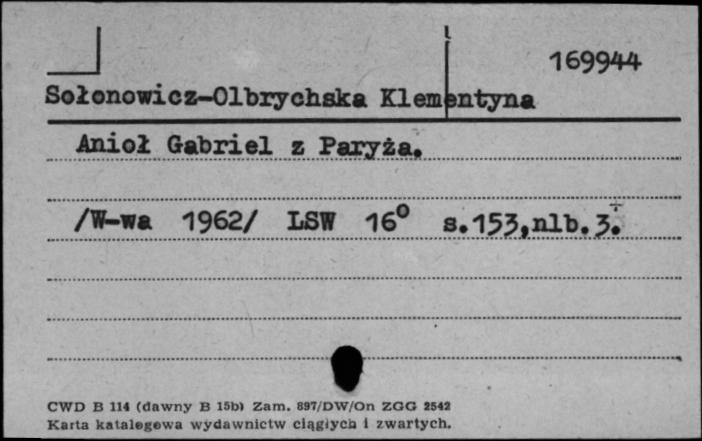 169944
Sołonowicz-Olbrychska Klementyna
Anioł Gabriel z Paryża.
/W-wa 1962/ LSW 16° s.153,nlb.3.
CWD B 114 (dawny B 15b) Zam. 897/DW/On ZGG 2542
Karta katalogowa wydawnictw ciągłych i zwartych.